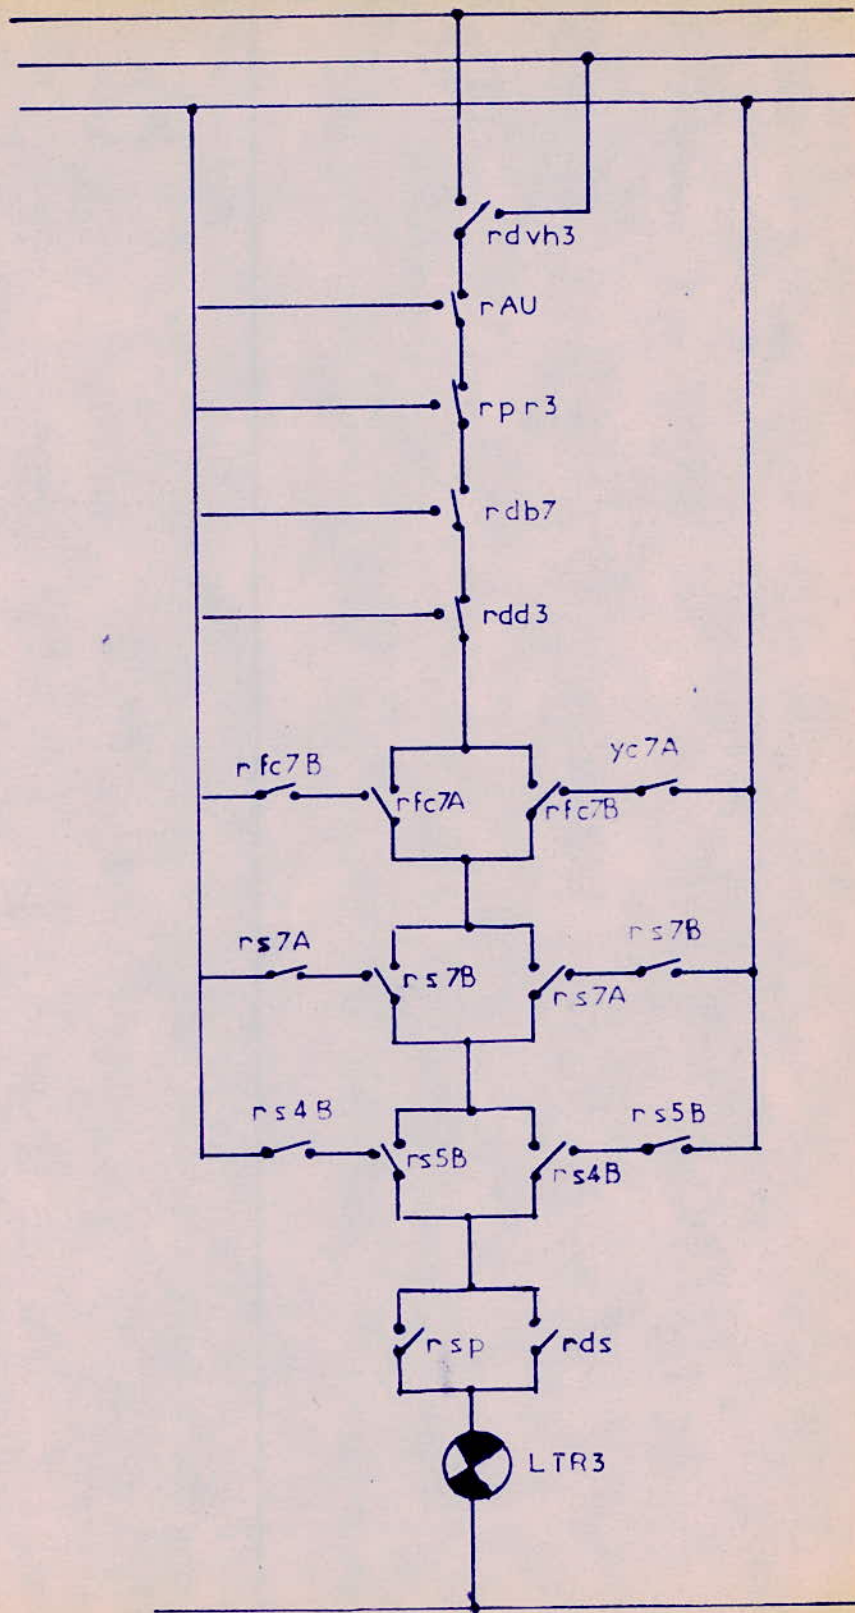 rdvh3
rAU
rpr3
rdb7
rdd3
rfc7B
rfc7A
rfc7B
yc7A
rs7A
rs7B
rs7A
rs7B
rs4B
rs5B
rs4B
rs5B
rsp
rds
LTR3